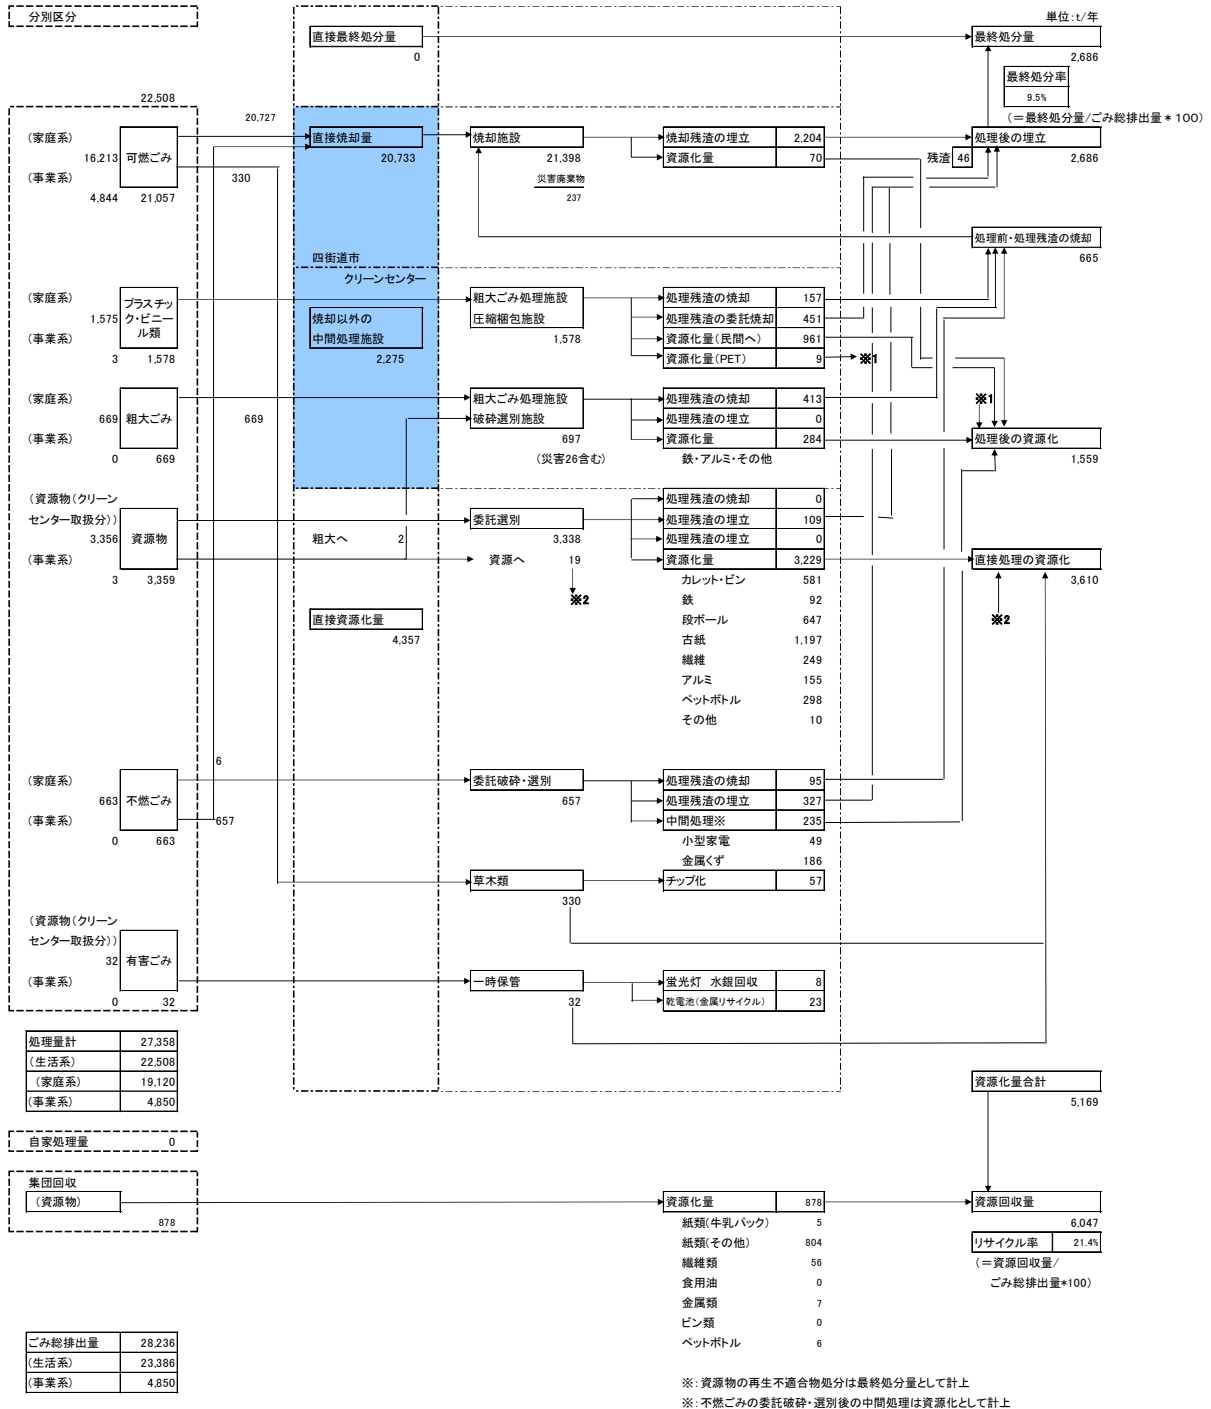 分別区分
単位:t/年
直接最終処分量
最終処分量
0
2,686
最終処分率
9.5%
(=最終処分量/ごみ総排出量*100)
22,508
20,727
(家庭系)
可燃ごみ
直接焼却量
焼却施設
焼却残渣の埋立 2,204
処理後の埋立
16,213
20,733
21,398
資源化量 70
残渣 46
2,686
(事業系)
330
災害廃棄物
4,844 21,057
237
処理前・処理残渣の焼却
665
四街道市
クリーンセンター
(家庭系)
プラスチック・ビニール類
粗大ごみ処理施設
処理残渣の焼却 157
1,575
焼却以外の
圧縮梱包施設
処理残渣の委託焼却 451
(事業系)
中間処理施設
1,578
資源化量(民間へ) 961
3 1,578
2,275
資源化量(PET) 9
※1
(家庭系)
粗大ごみ処理施設
処理残渣の焼却 413
※1
669 粗大ごみ 669
破砕選別施設
処理残渣の埋立 0
(事業系)
697
資源化量 284
処理後の資源化
0 669
(災害26含む)
鉄・アルミ・その他
1,559
(資源物(クリーン
センター取扱分))
処理残渣の焼却 0
委託選別
処理残渣の埋立 109
3,356 資源物
粗大へ 2
3,338
処理残渣の埋立 0
(事業系)
資源へ 19
資源化量 3,229
直接処理の資源化
3 3,359
カレット・ビン 581
3,610
※2
鉄 92
直接資源化量
段ボール 647
※2
4,357
古紙 1,197
繊維 249
アルミ 155
ペットボトル 298
その他 10
6
(家庭系)
委託破砕・選別
処理残渣の焼却 95
663 不燃ごみ
657
処理残渣の埋立 327
(事業系)
657
中間処理※ 235
0 663
小型家電 49
金属くず 186
草木類
チップ化 57
330
(資源物(クリーン
センター取扱分))
32 有害ごみ
(事業系)
一時保管
蛍光灯 水銀回収 8
0 32
32
乾電池(金属リサイクル) 23
処理量計 27,358
(生活系) 22,508
(家庭系) 19,120
資源化量合計
(事業系) 4,850
5,169
自家処理量 0
集団回収
(資源物)
資源化量 878
資源回収量
878
紙類(牛乳パック) 5
6,047
紙類(その他) 804
リサイクル率 21.4%
繊維類 56
(=資源回収量/
食用油 0
ごみ総排出量*100)
金属類 7
ビン類 0
ペットボトル 6
ごみ総排出量 28,236
(生活系) 23,386
(事業系) 4,850
※:資源物の再生不適合物処分は最終処分量として計上
※:不燃ごみの委託破砕・選別後の中間処理は資源化として計上